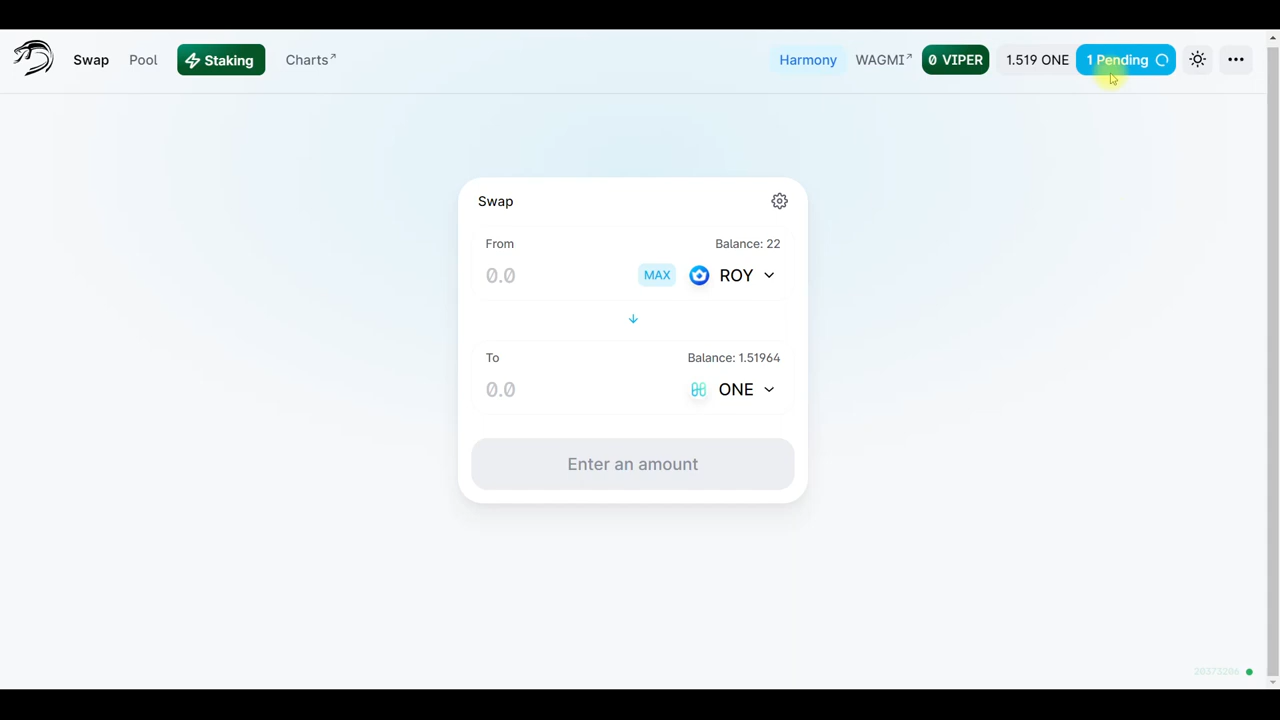 Swap
Pool
Staking
Charts↗
Harmony
WAGMI↗
0 VIPER
1.519 ONE
1 Pending
Swap
From
Balance: 22
0.0
MAX
ROY
To
Balance: 1.51964
0.0
ONE
Enter an amount
20373206